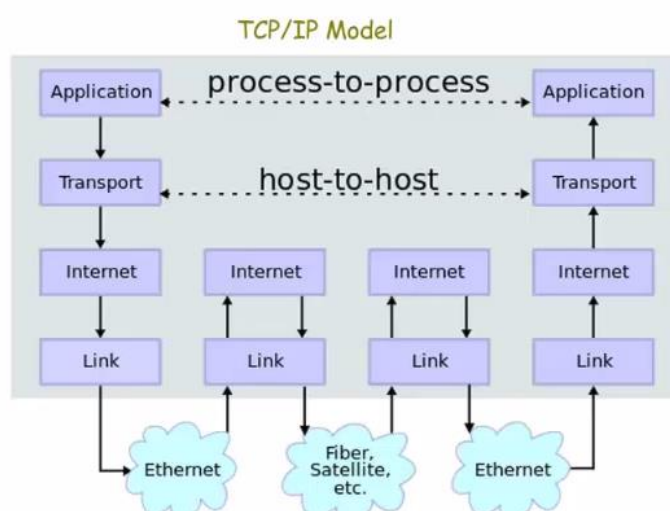 TCP/IP Model
Application
process-to-process
Application
Transport
host-to-host
Transport
Internet
Internet
Internet
Internet
Link
Link
Link
Link
Ethernet
Fiber,
Satellite,
etc.
Ethernet